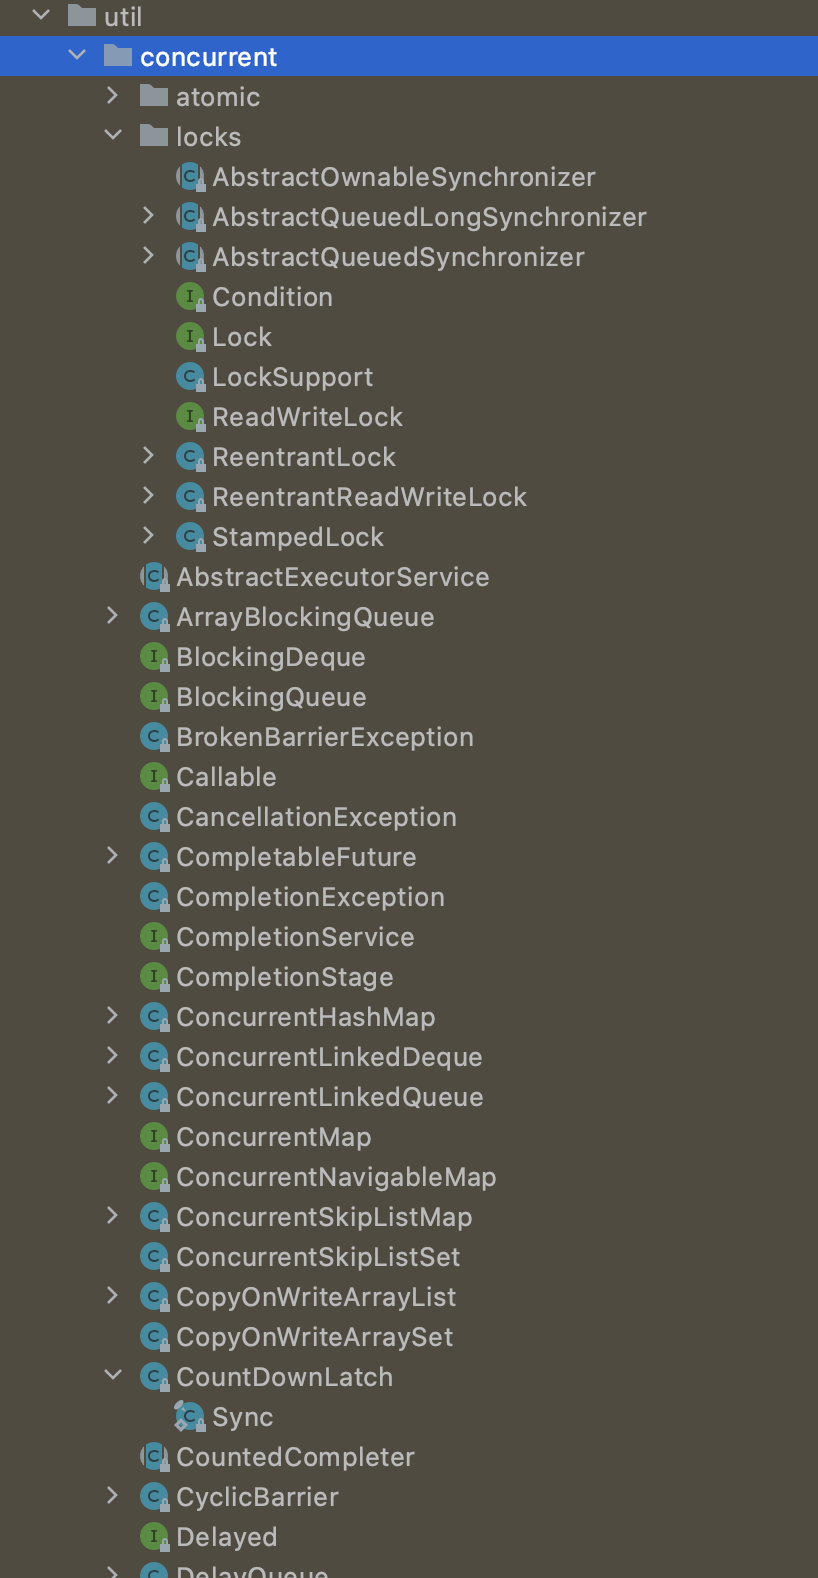 util
concurrent
atomic
locks
AbstractOwnableSynchronizer
AbstractQueuedLongSynchronizer
AbstractQueuedSynchronizer
Condition
Lock
LockSupport
ReadWriteLock
ReentrantLock
ReentrantReadWriteLock
StampedLock
AbstractExecutorService
ArrayBlockingQueue
BlockingDeque
BlockingQueue
BrokenBarrierException
Callable
CancellationException
CompletableFuture
CompletionException
CompletionService
CompletionStage
ConcurrentHashMap
ConcurrentLinkedDeque
ConcurrentLinkedQueue
ConcurrentMap
ConcurrentNavigableMap
ConcurrentSkipListMap
ConcurrentSkipListSet
CopyOnWriteArrayList
CopyOnWriteArraySet
CountDownLatch
Sync
CountedCompleter
CyclicBarrier
Delayed
DelayQueue